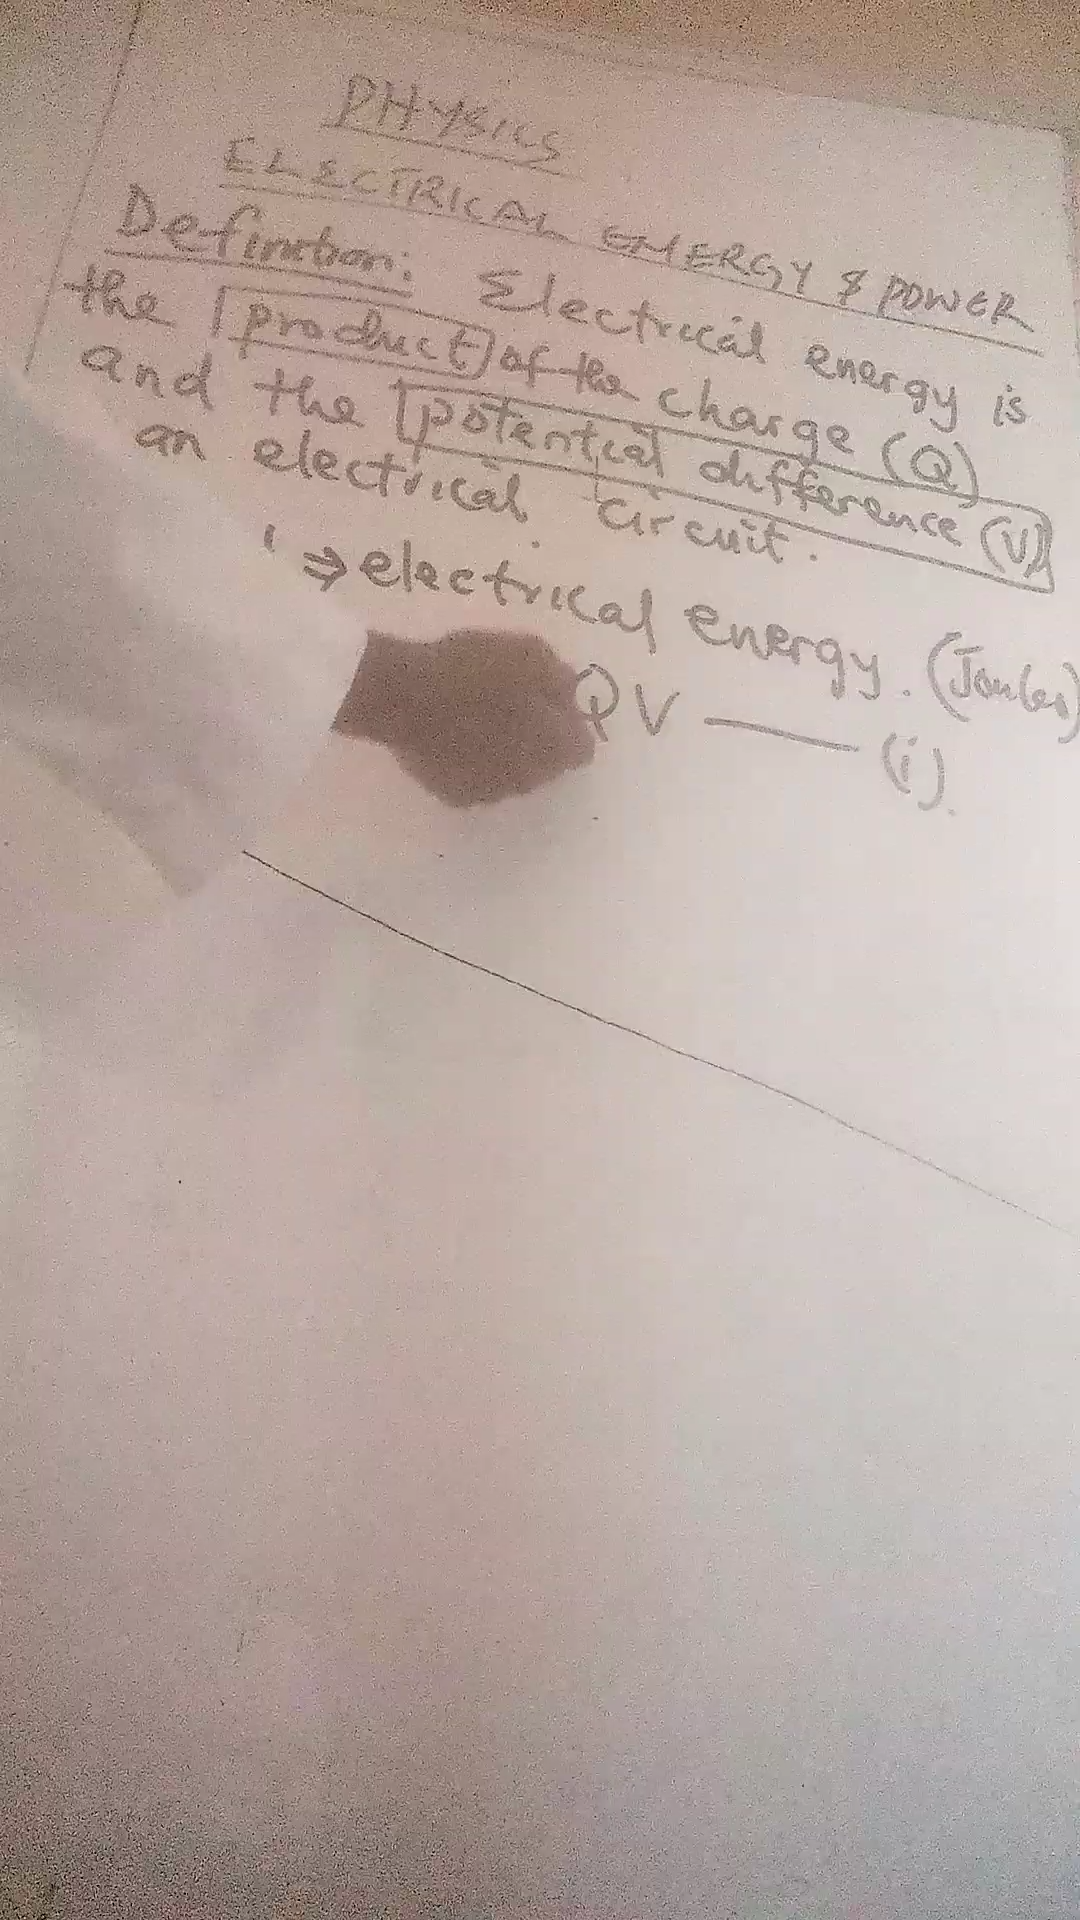 PHYSICS
ELECTRICAL ENERGY & POWER
Definition: Electrical energy is
the product of the charge (Q)
and the potential difference (V)
an electrical circuit.
⇒ electrical energy. (Joules)
QV —— (i).